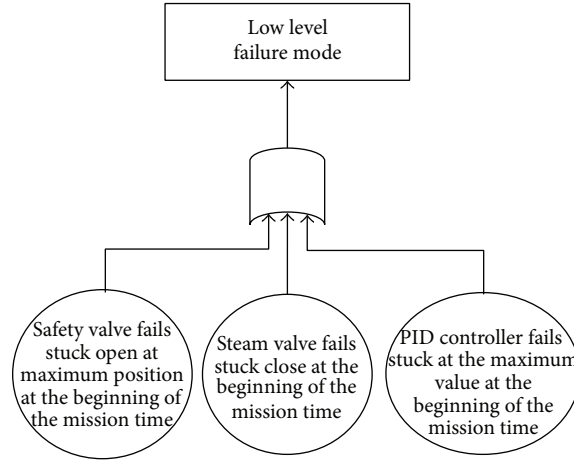 Low level
failure mode
Safety valve fails
stuck open at
maximum position
at the beginning of
the mission time
Steam valve fails
stuck close at the
beginning of the
mission time
PID controller fails
stuck at the maximum
value at the
beginning of the
mission time